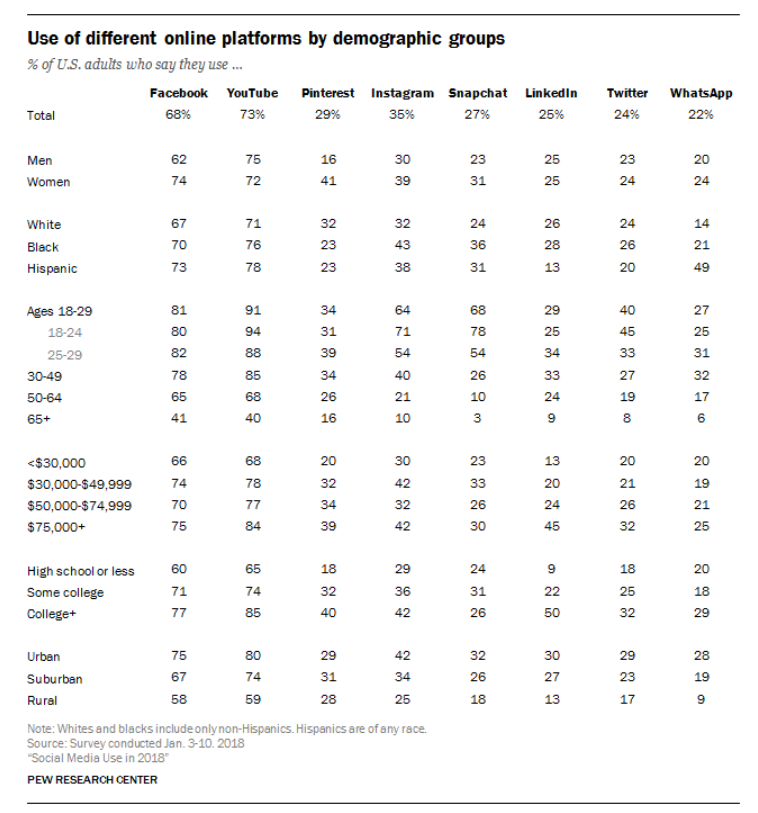 Use of different online platforms by demographic groups
% of U.S. adults who say they use ...
Facebook YouTube Pinterest Instagram Snapchat LinkedIn Twitter WhatsApp
Total 68% 73% 29% 35% 27% 25% 24% 22%
Men 62 75 16 30 23 25 23 20
Women 74 72 41 39 31 25 24 24
White 67 71 32 32 24 26 24 14
Black 70 76 23 43 36 28 26 21
Hispanic 73 78 23 38 31 13 20 49
Ages 18-29 81 91 34 64 68 29 40 27
18-24 80 94 31 71 78 25 45 25
25-29 82 88 39 54 54 34 33 31
30-49 78 85 34 40 26 33 27 32
50-64 65 68 26 21 10 24 19 17
65+ 41 40 16 10 3 9 8 6
<$30,000 66 68 20 30 23 13 20 20
$30,000-$49,999 74 78 32 42 33 20 21 19
$50,000-$74,999 70 77 34 32 26 24 26 21
$75,000+ 75 84 39 42 30 45 32 25
High school or less 60 65 18 29 24 9 18 20
Some college 71 74 32 36 31 22 25 18
College+ 77 85 40 42 26 50 32 29
Urban 75 80 29 42 32 30 29 28
Suburban 67 74 31 34 26 27 23 19
Rural 58 59 28 25 18 13 17 9
Note: Whites and blacks include only non-Hispanics. Hispanics are of any race.
Source: Survey conducted Jan. 3-10. 2018
"Social Media Use in 2018"
PEW RESEARCH CENTER